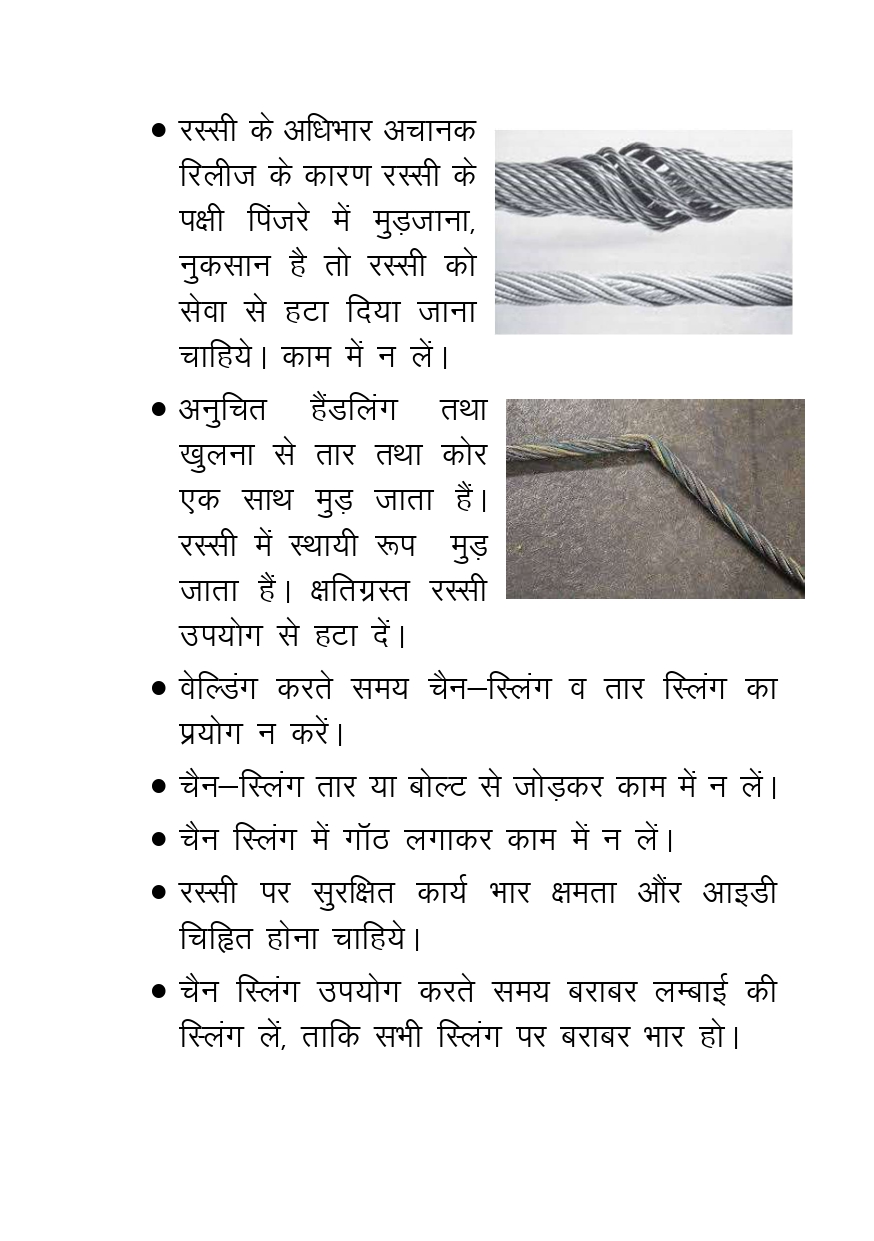 • रस्सी के अधिभार अचानक
रिलीज के कारण रस्सी के
पक्षी पिंजरे में मुड़जाना,
नुकसान है तो रस्सी को
सेवा से हटा दिया जाना
चाहिये। काम में न लें।
• अनुचित हैंडलिंग तथा
खुलना से तार तथा कोर
एक साथ मुड़ जाता हैं।
रस्सी में स्थायी रूप मुड़
जाता हैं। क्षतिग्रस्त रस्सी
उपयोग से हटा दें।
• वेल्डिंग करते समय चैन–स्लिंग व तार स्लिंग का
प्रयोग न करें।
• चैन–स्लिंग तार या बोल्ट से जोड़कर काम में न लें।
• चैन स्लिंग में गॉठ लगाकर काम में न लें।
• रस्सी पर सुरक्षित कार्य भार क्षमता औंर आइडी
चिह्नित होना चाहिये।
• चैन स्लिंग उपयोग करते समय बराबर लम्बाई की
स्लिंग लें, ताकि सभी स्लिंग पर बराबर भार हो।